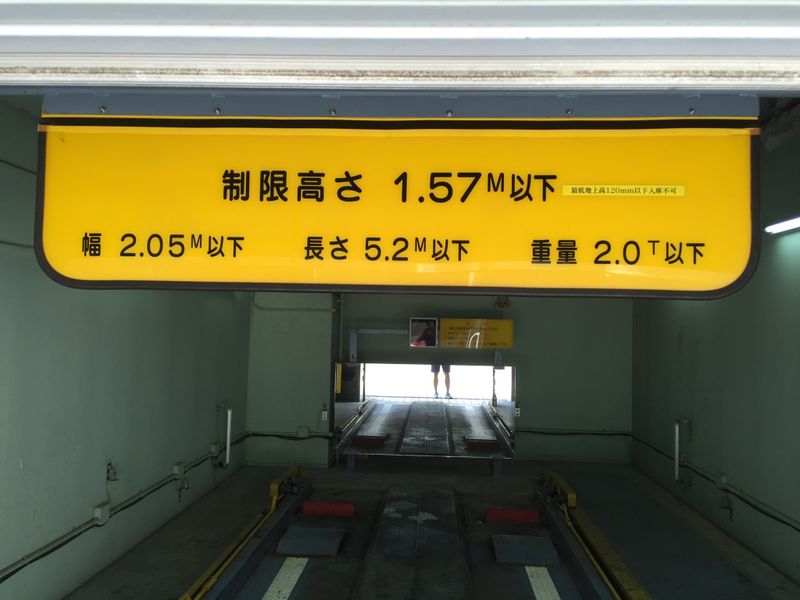 制限高さ 1.57M以下
最低地上高120mm以下入庫不可
幅 2.05M以下 長さ 5.2M以下 重量 2.0T以下